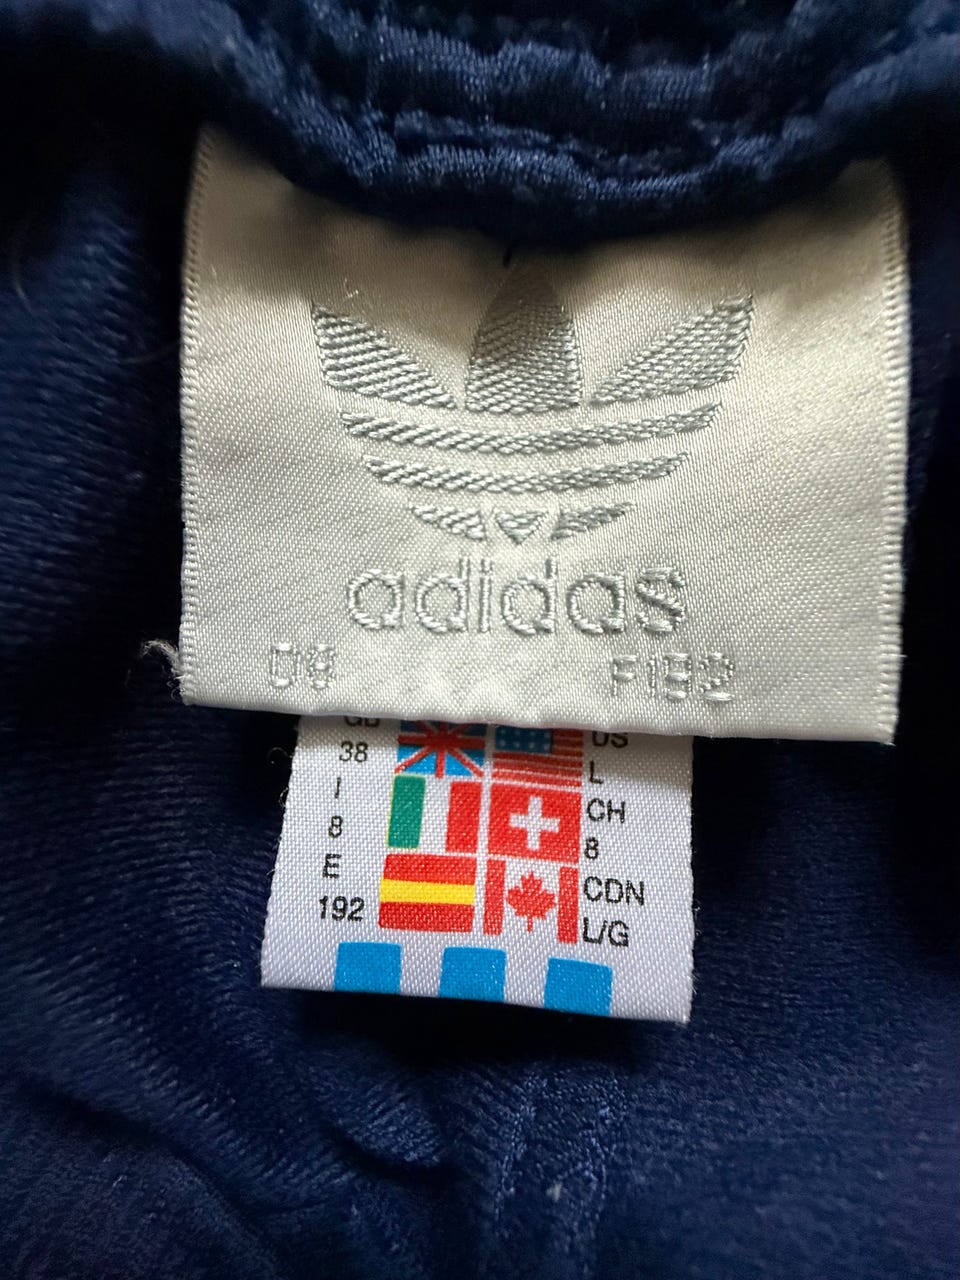 adidas
D8 F192
GB US
38 L
I CH
8 8
E CDN
192 L/G